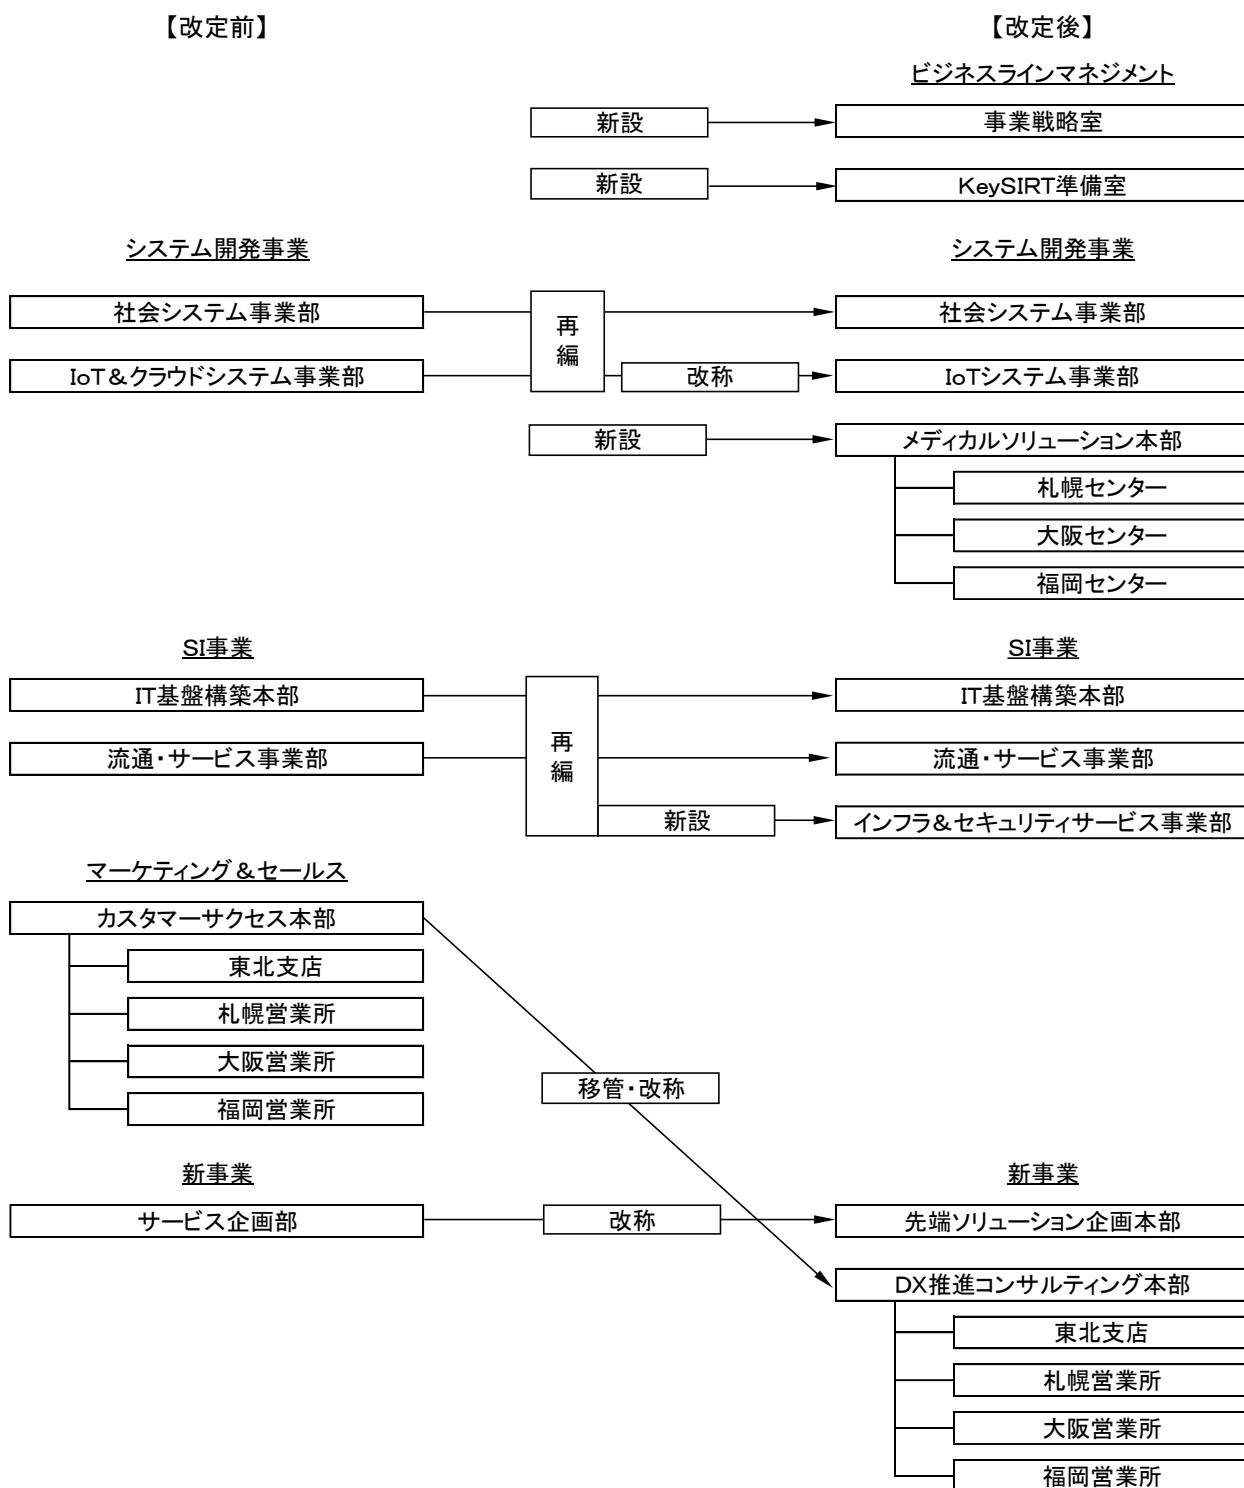 【改定前】
【改定後】
ビジネスラインマネジメント
新設
事業戦略室
新設
KeySIRT準備室
システム開発事業
システム開発事業
社会システム事業部
再編
社会システム事業部
IoT&クラウドシステム事業部
改称
IoTシステム事業部
新設
メディカルソリューション本部
札幌センター
大阪センター
福岡センター
SI事業
SI事業
IT基盤構築本部
再編
IT基盤構築本部
流通・サービス事業部
流通・サービス事業部
新設
インフラ&セキュリティサービス事業部
マーケティング&セールス
カスタマーサクセス本部
東北支店
札幌営業所
大阪営業所
移管・改称
福岡営業所
新事業
新事業
サービス企画部
改称
先端ソリューション企画本部
DX推進コンサルティング本部
東北支店
札幌営業所
大阪営業所
福岡営業所